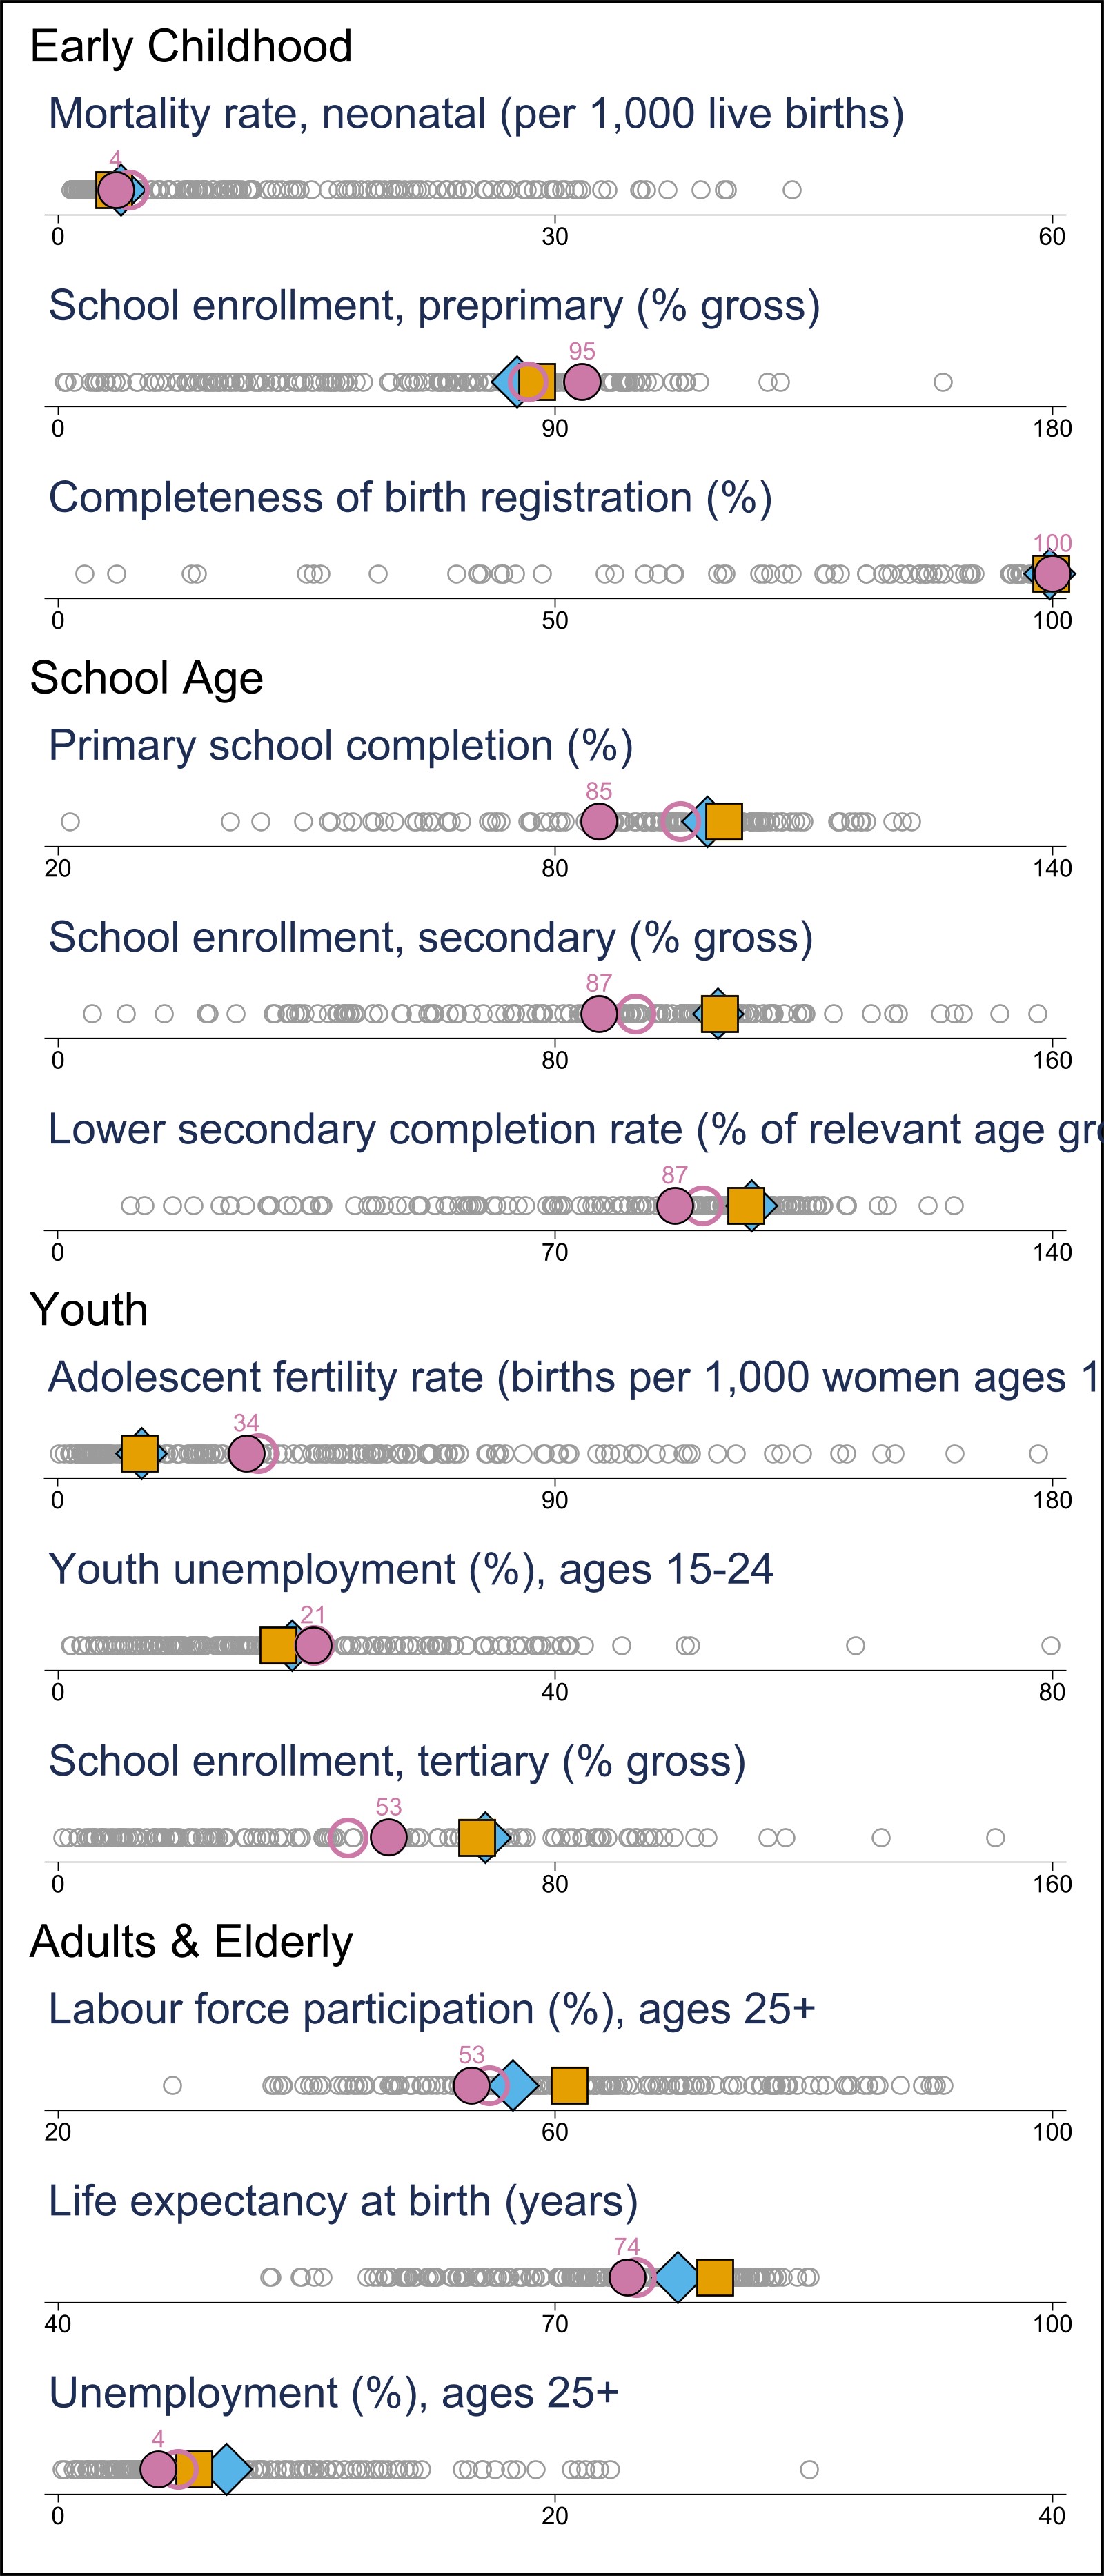 Early Childhood
Mortality rate, neonatal (per 1,000 live births)
4
0 30 60
School enrollment, preprimary (% gross)
95
0 90 180
Completeness of birth registration (%)
100
0 50 100
School Age
Primary school completion (%)
85
20 80 140
School enrollment, secondary (% gross)
87
0 80 160
Lower secondary completion rate (% of relevant age gr
87
0 70 140
Youth
Adolescent fertility rate (births per 1,000 women ages 1
34
0 90 180
Youth unemployment (%), ages 15-24
21
0 40 80
School enrollment, tertiary (% gross)
53
0 80 160
Adults & Elderly
Labour force participation (%), ages 25+
53
20 60 100
Life expectancy at birth (years)
74
40 70 100
Unemployment (%), ages 25+
4
0 20 40